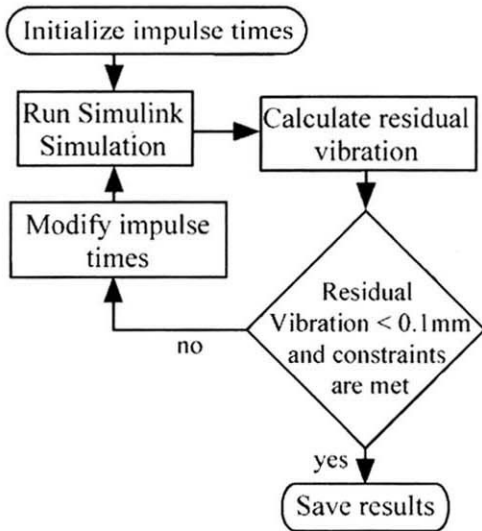 Initialize impulse times
Run Simulink
Simulation
Calculate residual
vibration
Modify impulse
times
Residual
Vibration < 0.1mm
and constraints
are met
no
yes
Save results